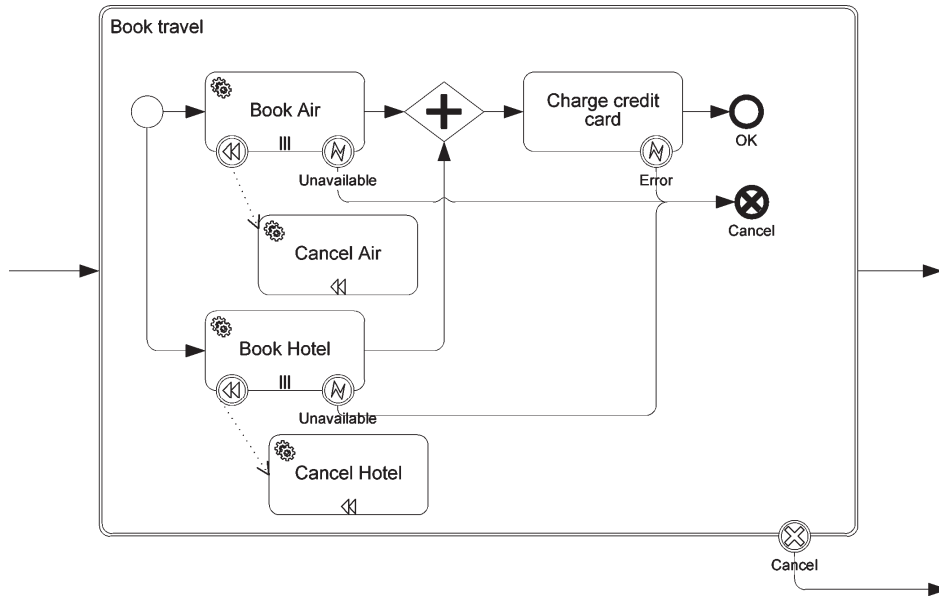 Book travel
Book Air
Charge credit
card
OK
Unavailable
Error
Cancel
Cancel Air
Book Hotel
Unavailable
Cancel Hotel
Cancel